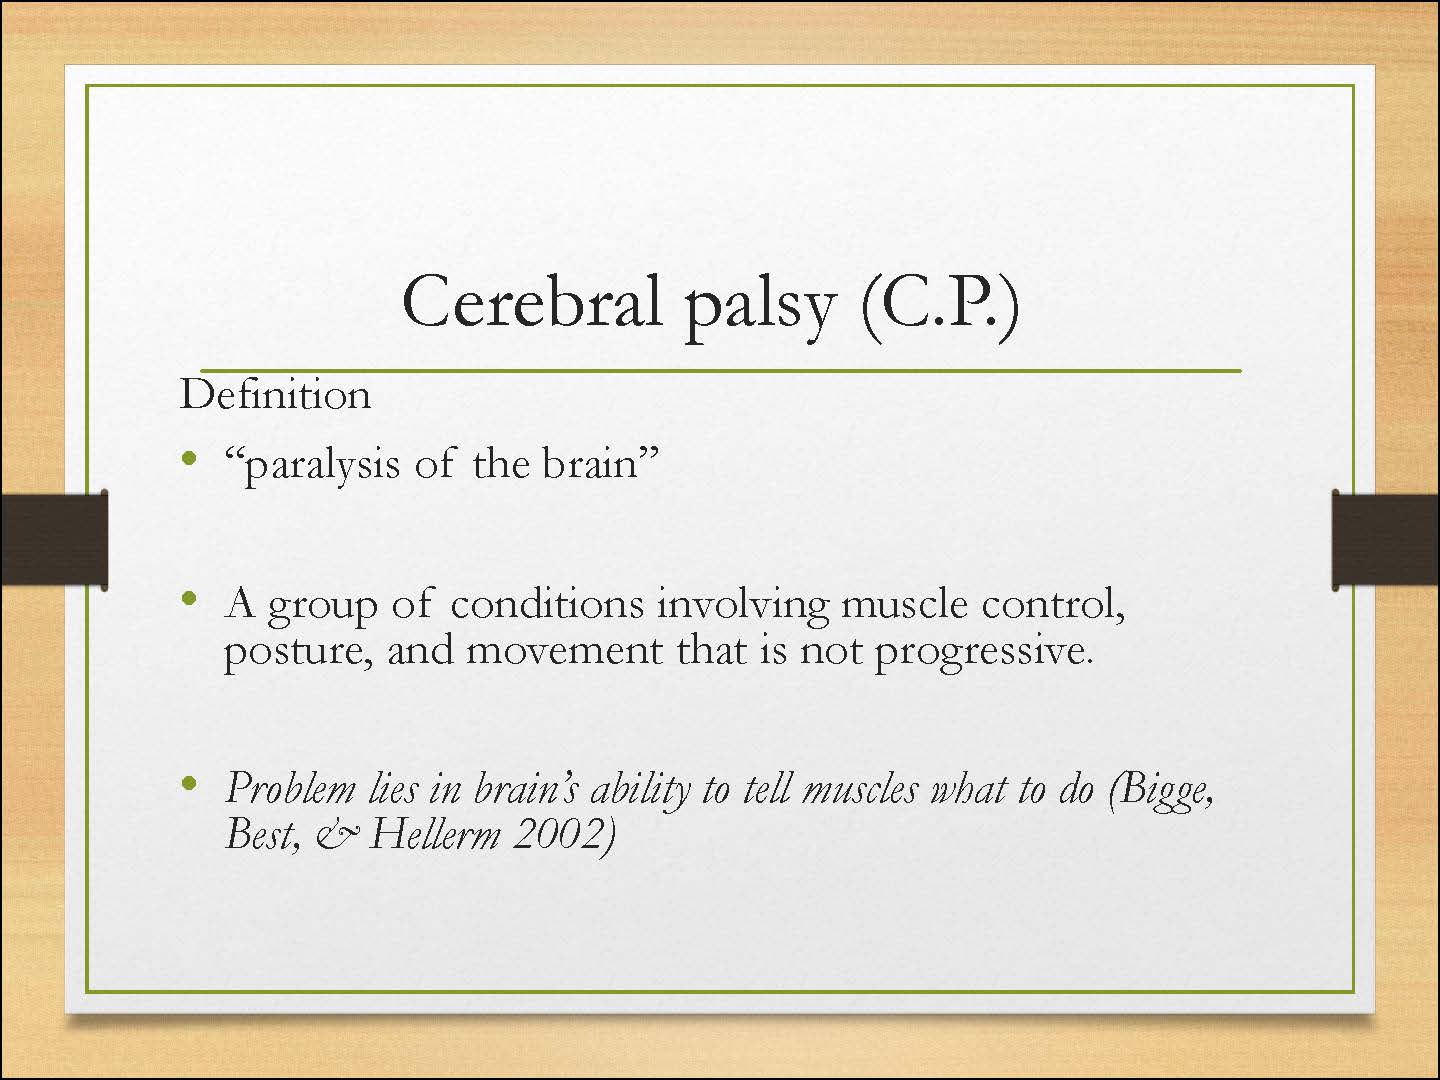 Cerebral palsy (C.P.)
Definition
• “paralysis of the brain”
• A group of conditions involving muscle control,
posture, and movement that is not progressive.
• Problem lies in brain’s ability to tell muscles what to do (Bigge,
Best, & Hellerm 2002)